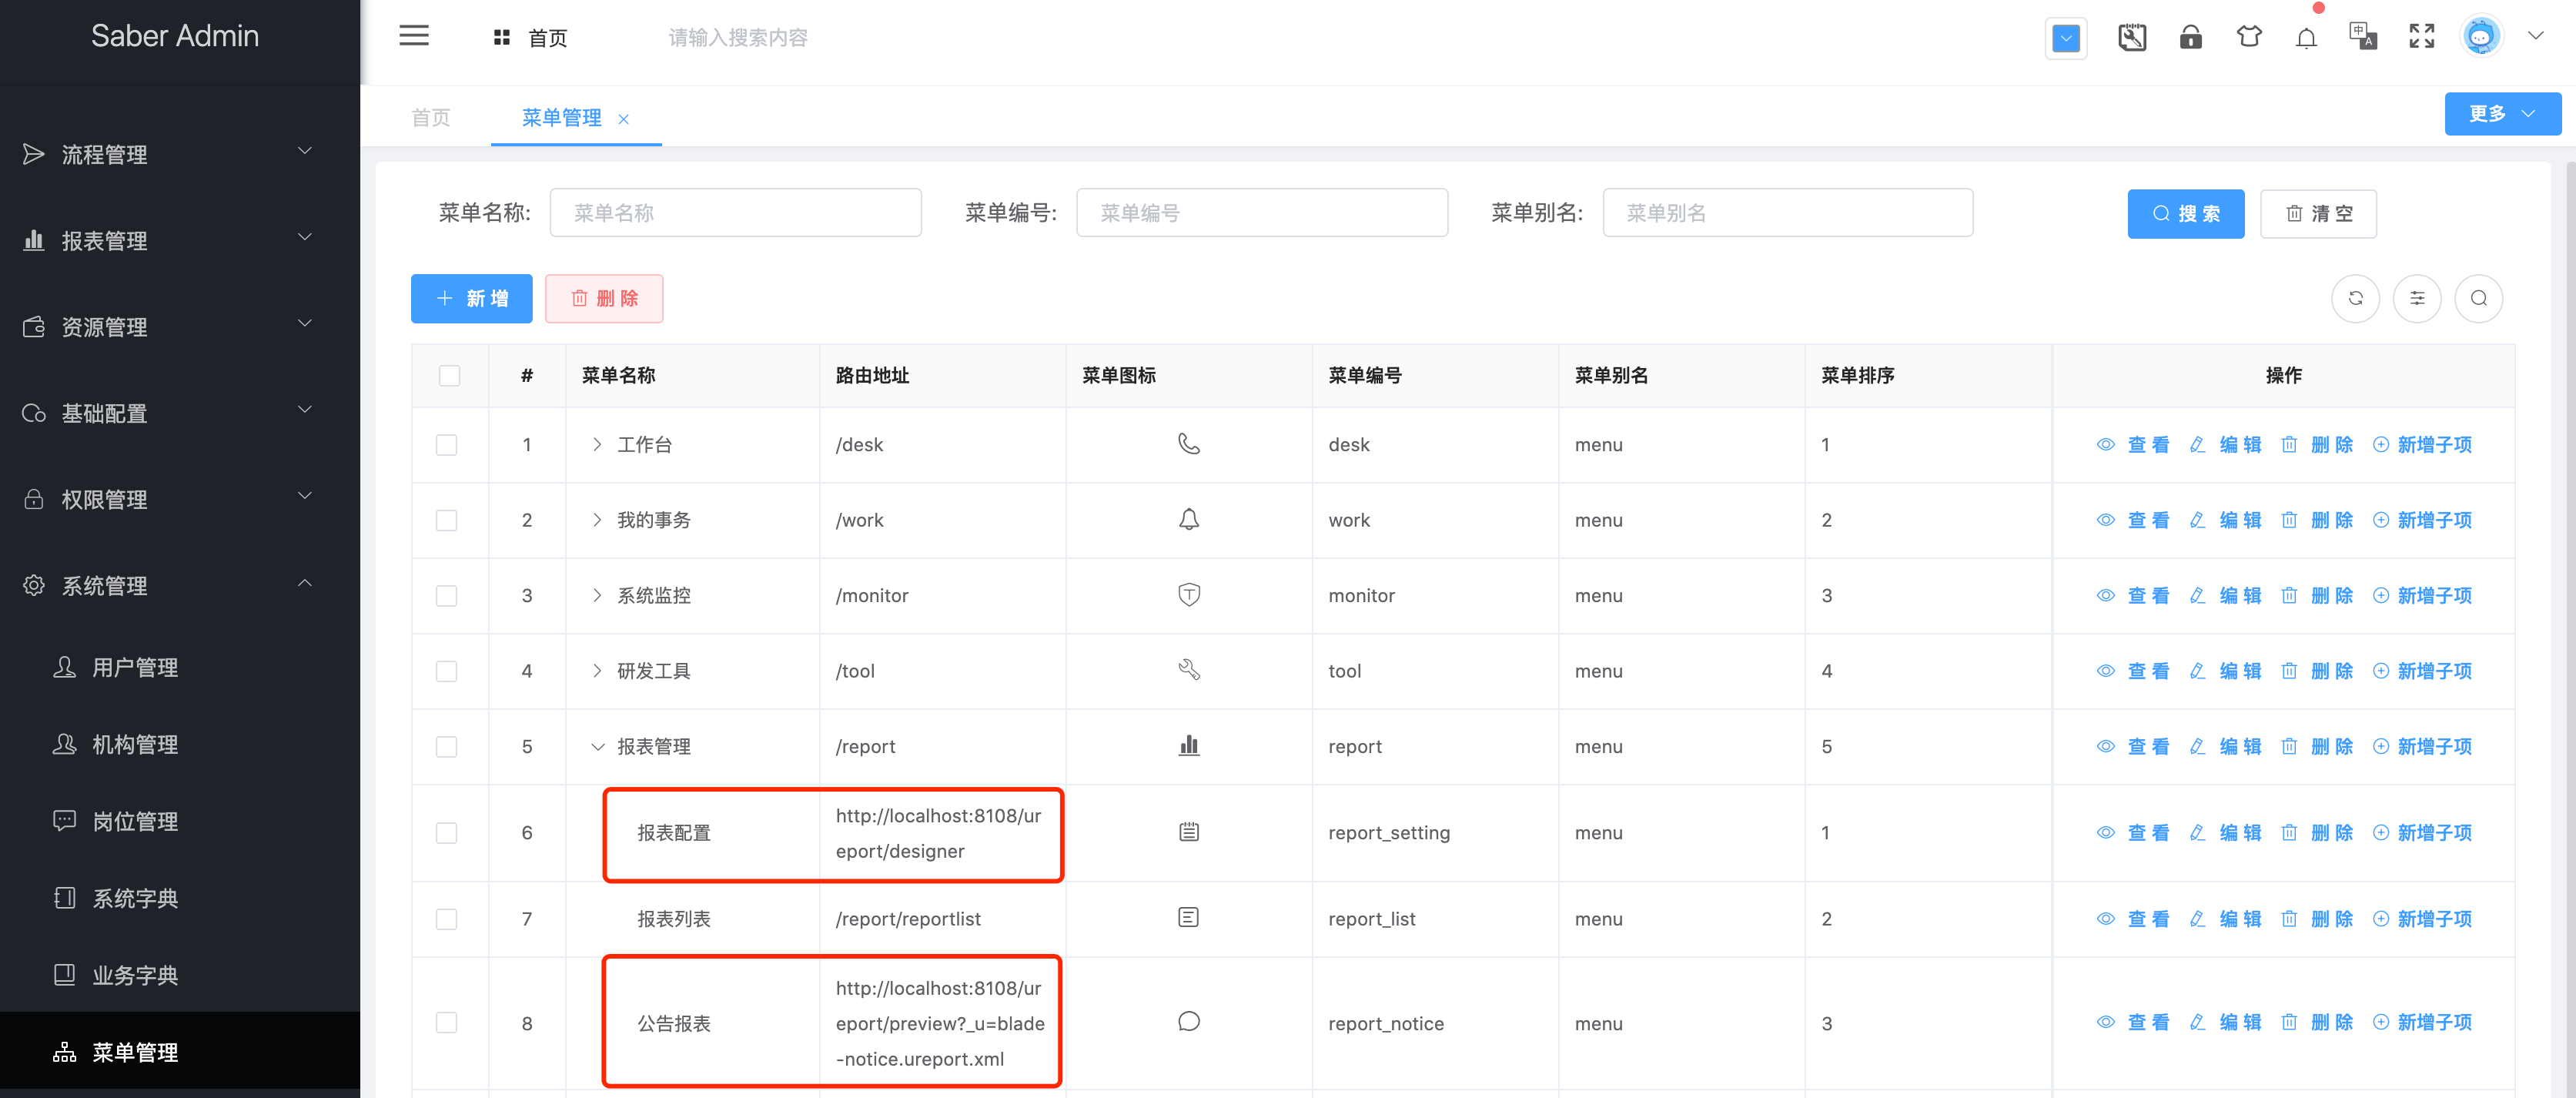 Saber Admin
首页
请输入搜索内容
中
A
流程管理
报表管理
资源管理
基础配置
权限管理
系统管理
用户管理
机构管理
岗位管理
系统字典
业务字典
菜单管理
首页
菜单管理
更多
菜单名称: 菜单名称
菜单编号: 菜单编号
菜单别名: 菜单别名
搜 索
清 空
新 增
删 除
# 菜单名称 路由地址 菜单图标 菜单编号 菜单别名 菜单排序 操作
1 工作台 /desk desk menu 1 查 看 编 辑 删 除 新增子项
2 我的事务 /work work menu 2 查 看 编 辑 删 除 新增子项
3 系统监控 /monitor T monitor menu 3 查 看 编 辑 删 除 新增子项
4 研发工具 /tool tool menu 4 查 看 编 辑 删 除 新增子项
5 报表管理 /report report menu 5 查 看 编 辑 删 除 新增子项
6 报表配置 http://localhost:8108/ur
eport/designer report_setting menu 1 查 看 编 辑 删 除 新增子项
7 报表列表 /report/reportlist report_list menu 2 查 看 编 辑 删 除 新增子项
8 公告报表 http://localhost:8108/ur
eport/preview?_u=blade
-notice.ureport.xml report_notice menu 3 查 看 编 辑 删 除 新增子项